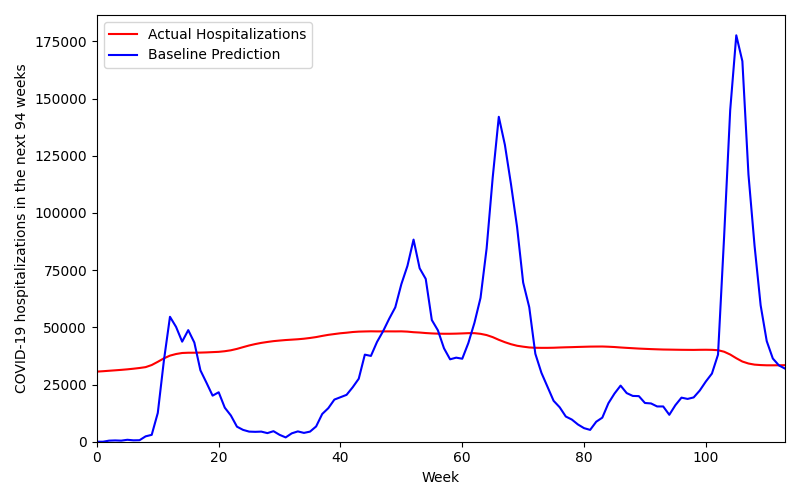 Actual Hospitalizations
Baseline Prediction
COVID-19 hospitalizations in the next 94 weeks
175000
150000
125000
100000
75000
50000
25000
0
0 20 40 60 80 100
Week